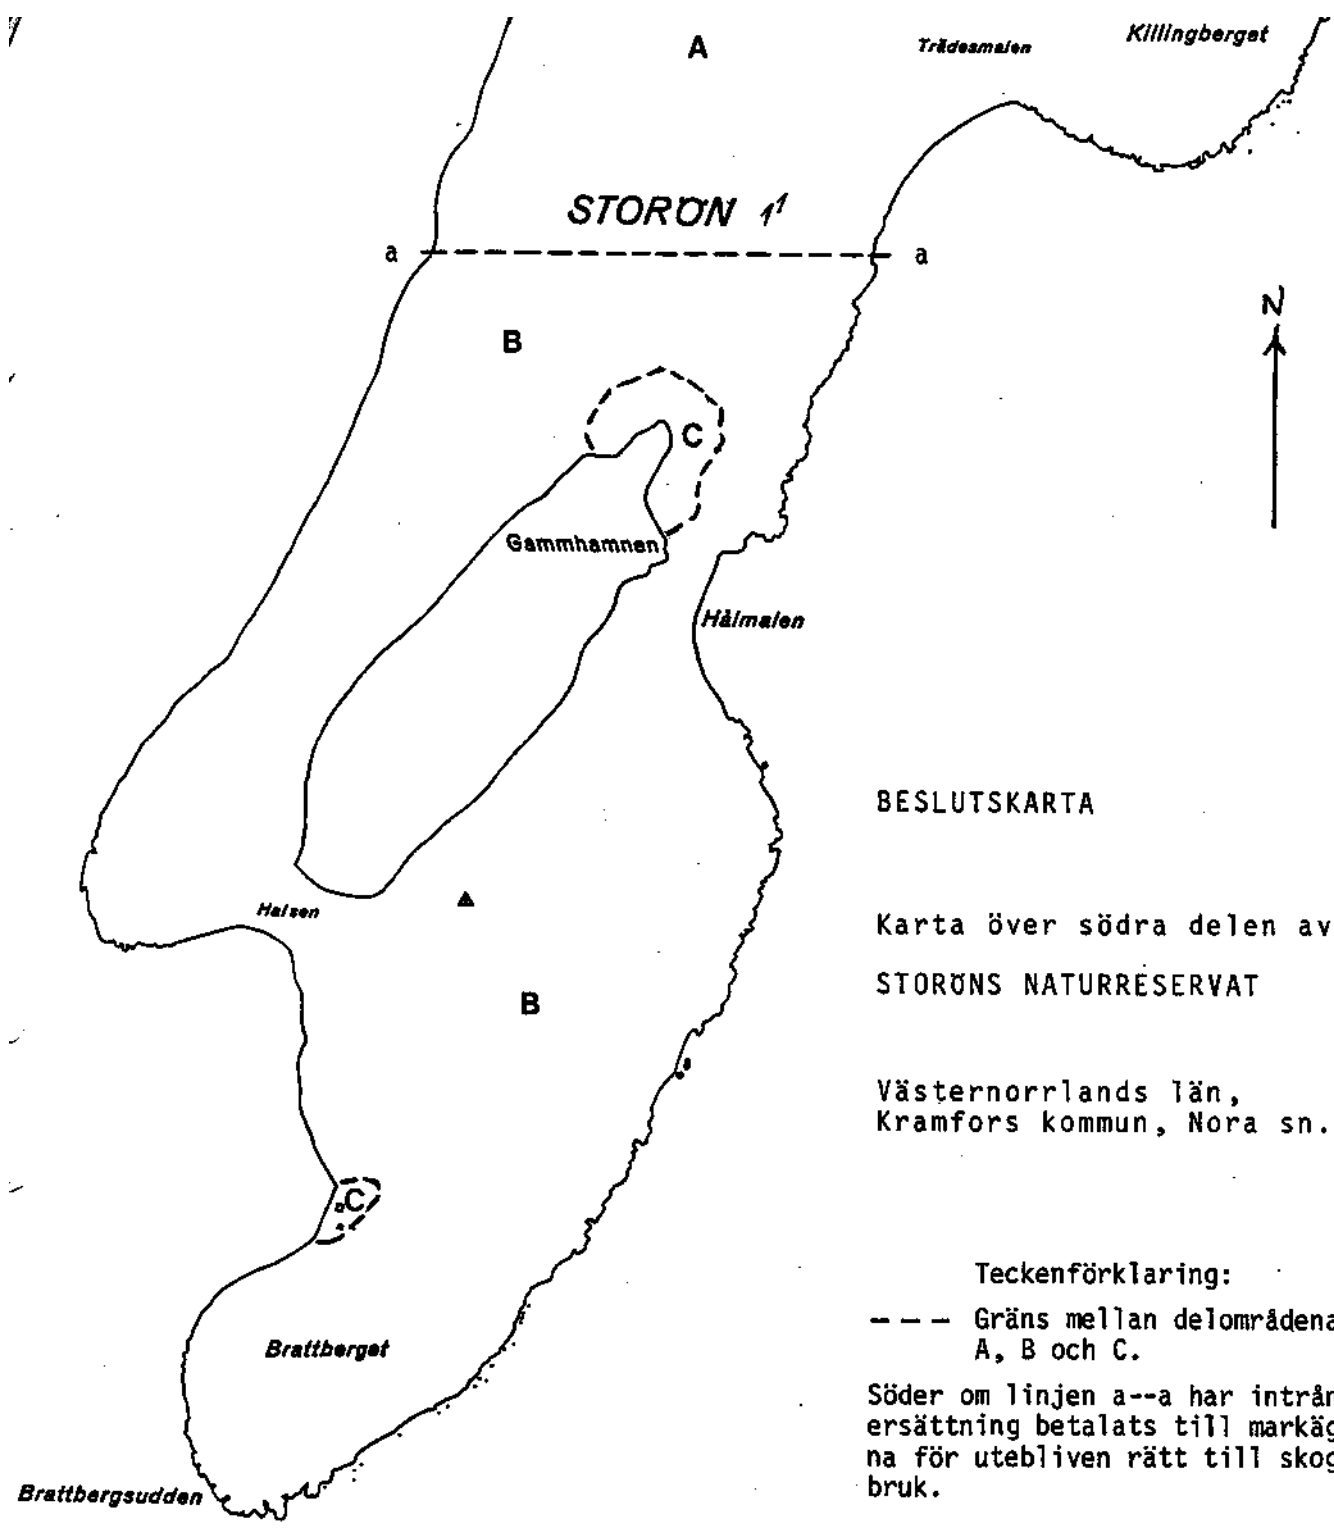 A
Trädesmalen
Killingberget
STORÖN 1¹
a
a
N
B
C
Gammhamnen
Hålmalen
BESLUTSKARTA
Halsen
Karta över södra delen av
STORÖNS NATURRESERVAT
B
Västernorrlands län,
Kramfors kommun, Nora sn.
C
Teckenförklaring:
--- Gräns mellan delområdena
A, B och C.
Brattberget
Söder om linjen a--a har intrån
ersättning betalats till markäg
na för utebliven rätt till skog
bruk.
Brattbergsudden